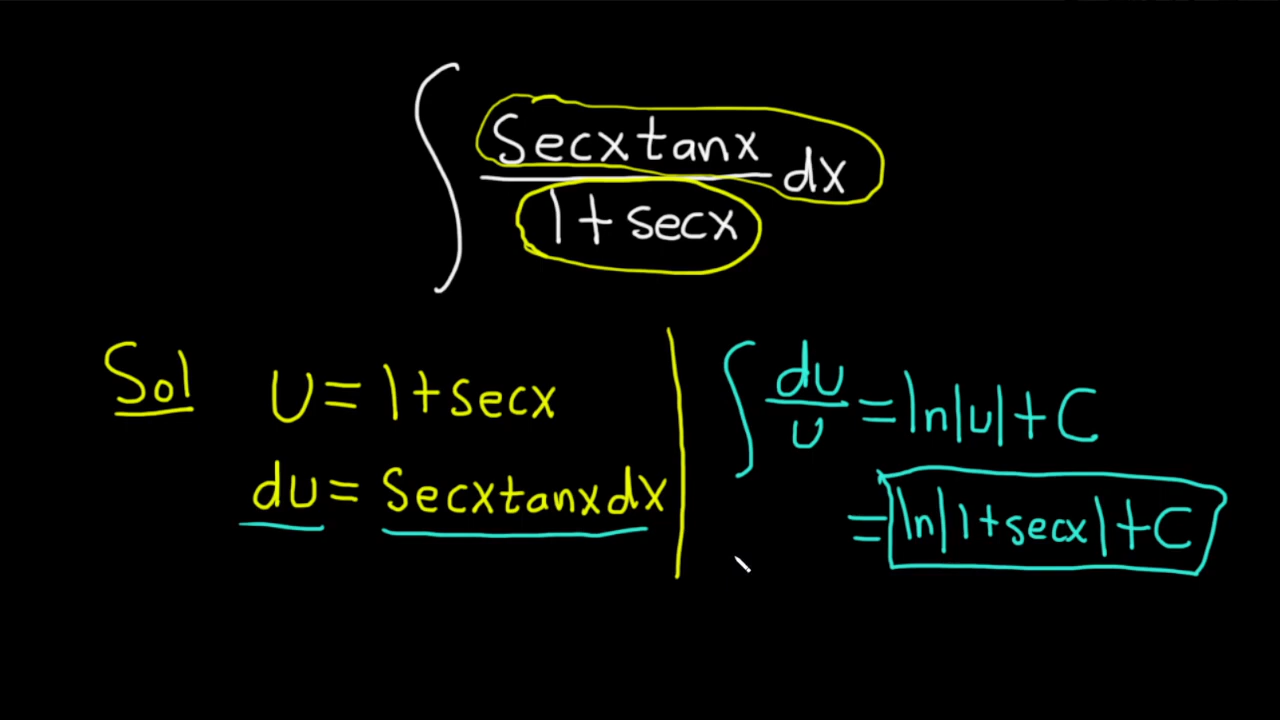 ∫ Secxtanx/1+secx dx
Sol U=1+secx
du=Secxtanxdx
∫ du/u =ln|u|+C
=ln|1+secx|+C